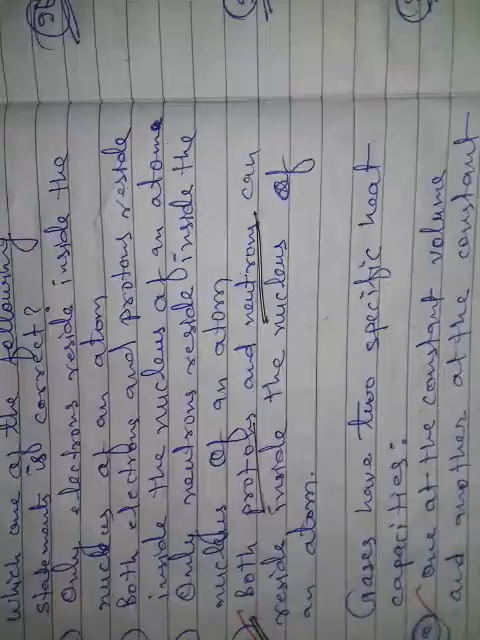 Which one of the following
statements is correct?
) Only electrons reside inside the
nucleus of an atom
) Both electrons and protons reside
inside the nucleus of an atom
) Only neutrons reside inside the
nucleus of an atom
) Both protons and neutrons can
reside inside the nucleus of
an atom.
Gases have two specific heat
capacities:
One at the constant volume
and another at the constant